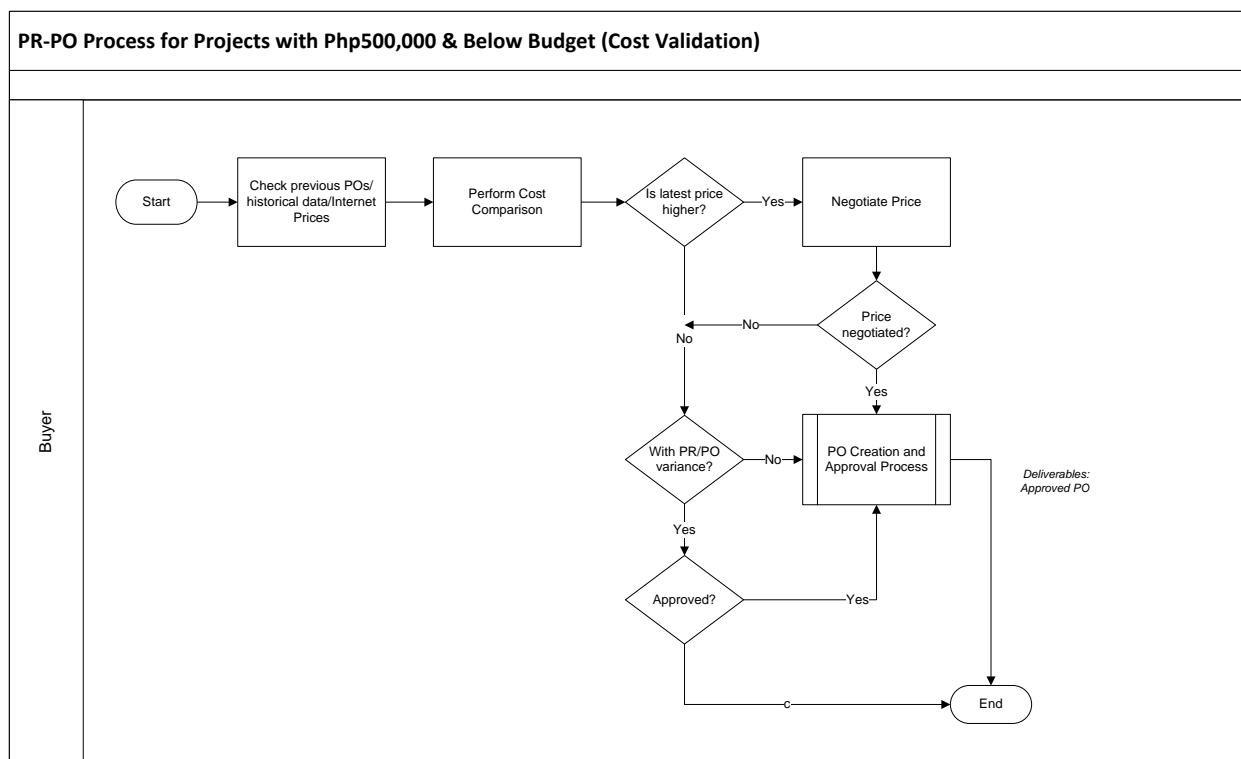 PR-PO Process for Projects with Php500,000 & Below Budget (Cost Validation)
Buyer
Start
Check previous POs/
historical data/Internet
Prices
Perform Cost
Comparison
Is latest price
higher?
Yes
Negotiate Price
No
Price
negotiated?
No
Yes
With PR/PO
variance?
No
PO Creation and
Approval Process
Deliverables:
Approved PO
Yes
Approved?
Yes
c
End